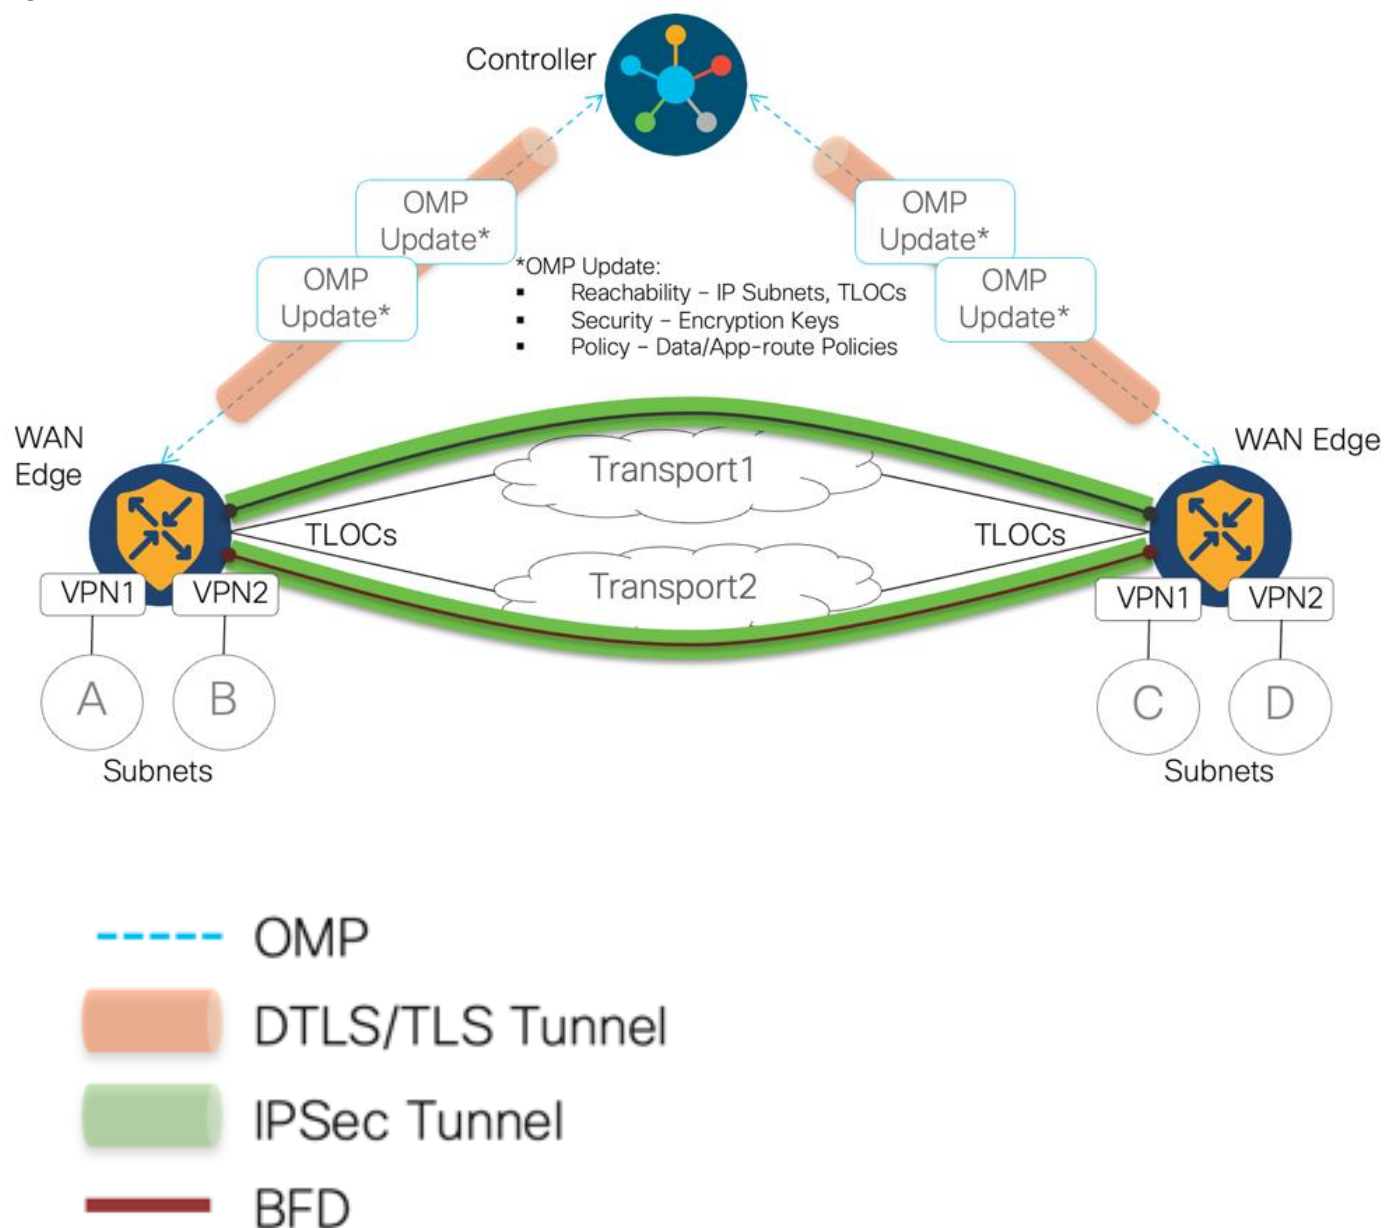 Controller
OMP
Update*
OMP
Update*
OMP
Update*
OMP
Update*
*OMP Update:
▪ Reachability – IP Subnets, TLOCs
▪ Security – Encryption Keys
▪ Policy – Data/App-route Policies
WAN
Edge
WAN Edge
Transport1
TLOCs
TLOCs
Transport2
VPN1
VPN2
VPN1
VPN2
A
B
C
D
Subnets
Subnets
OMP
DTLS/TLS Tunnel
IPSec Tunnel
BFD